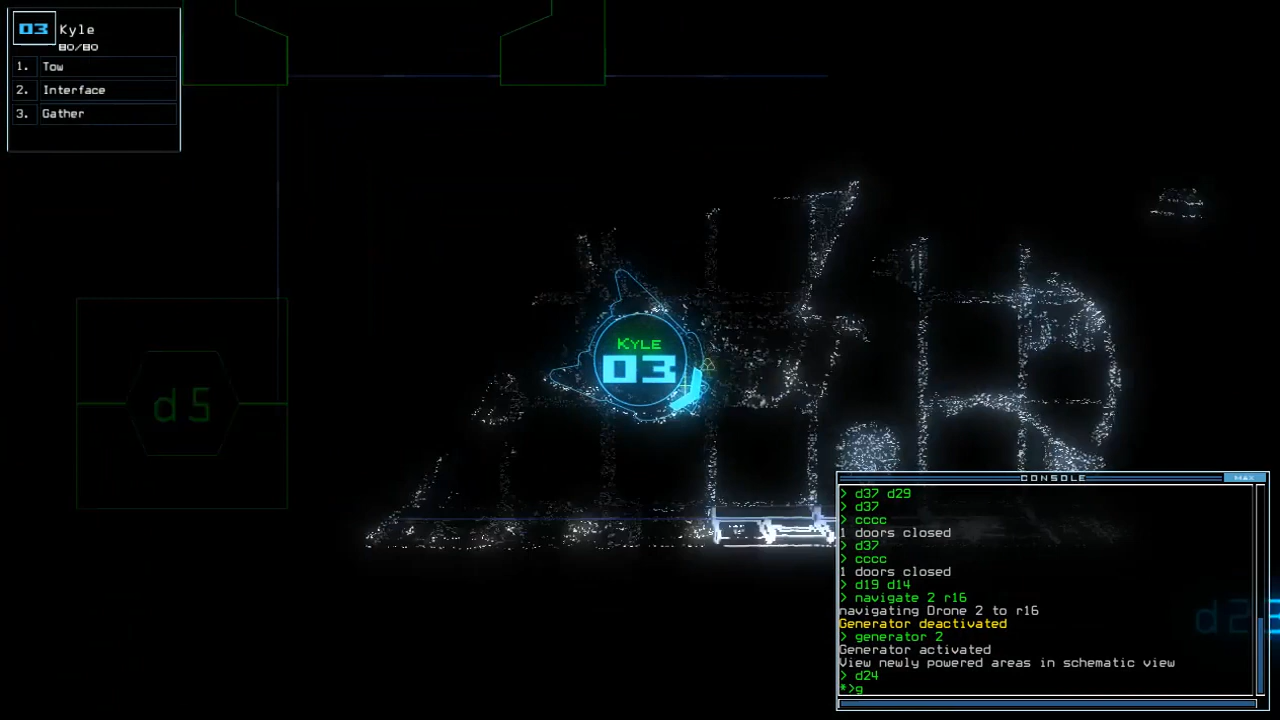 03 Kyle
80/80
1. Tow
2. Interface
3. Gather
d5
KYLE
03
CONSOLE
MAX
> d37 d29
> d37
> cccc
1 doors closed
> d37
> cccc
1 doors closed
> d19 d14
> navigate 2 r16
navigating Drone 2 to r16
Generator deactivated
> generator 2
Generator activated
View newly powered areas in schematic view
> d24
*>g